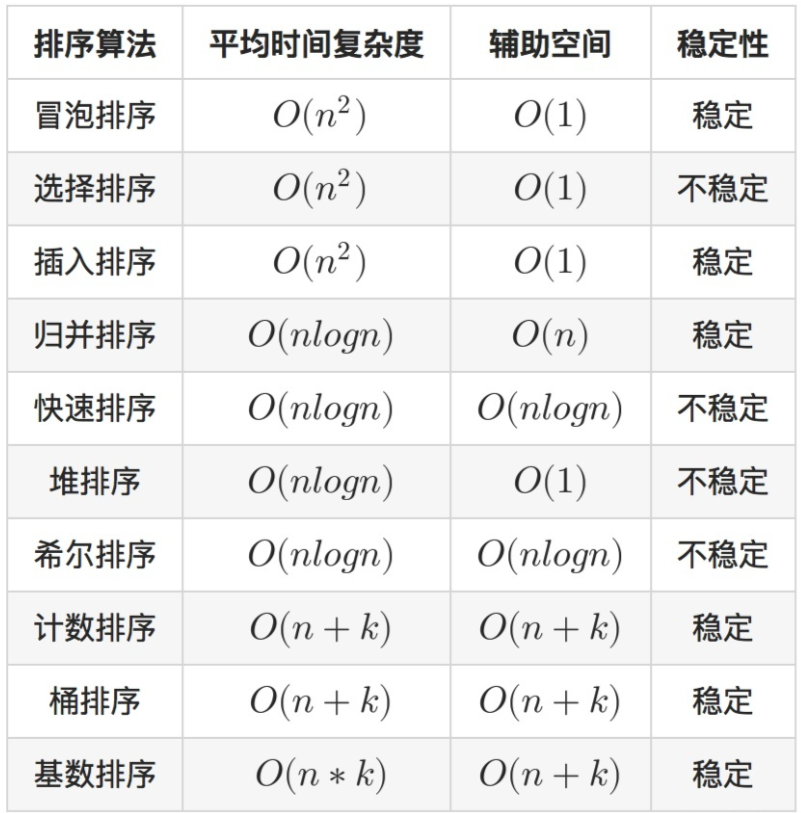 排序算法 平均时间复杂度 辅助空间 稳定性
冒泡排序 O(n²) O(1) 稳定
选择排序 O(n²) O(1) 不稳定
插入排序 O(n²) O(1) 稳定
归并排序 O(nlogn) O(n) 稳定
快速排序 O(nlogn) O(nlogn) 不稳定
堆排序 O(nlogn) O(1) 不稳定
希尔排序 O(nlogn) O(nlogn) 不稳定
计数排序 O(n + k) O(n + k) 稳定
桶排序 O(n + k) O(n + k) 稳定
基数排序 O(n * k) O(n + k) 稳定